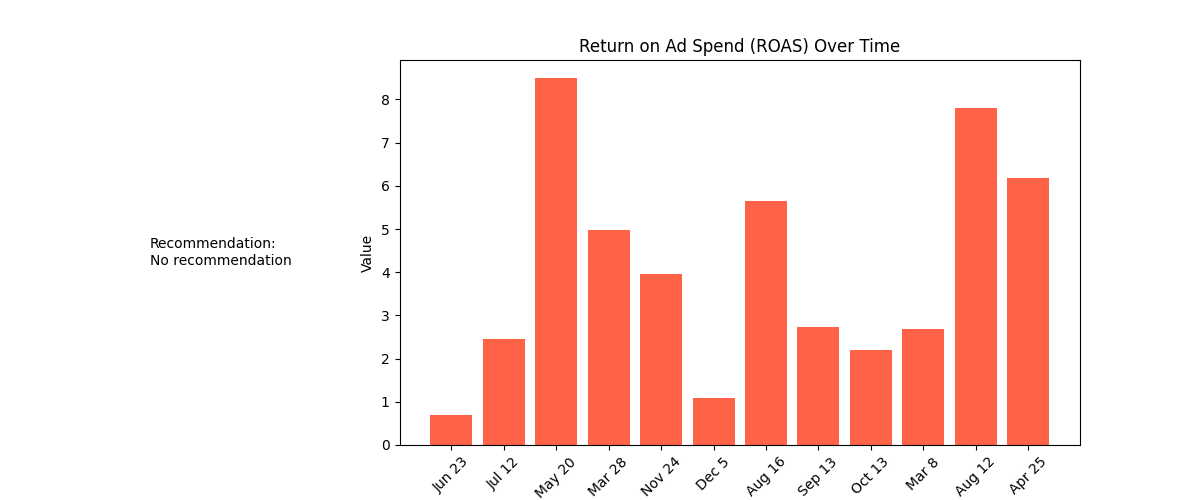 Return on Ad Spend (ROAS) Over Time
Recommendation:
No recommendation
Value
8
7
6
5
4
3
2
1
0
Jun 23
Jul 12
May 20
Mar 28
Nov 24
Dec 5
Aug 16
Sep 13
Oct 13
Mar 8
Aug 12
Apr 25